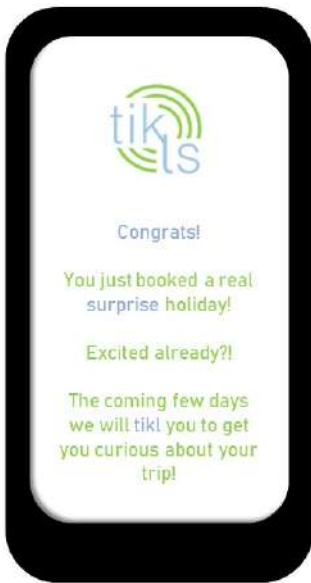 tik
ls
Congrats!
You just booked a real
surprise holiday!
Excited already?!
The coming few days
we will tikl you to get
you curious about your
trip!